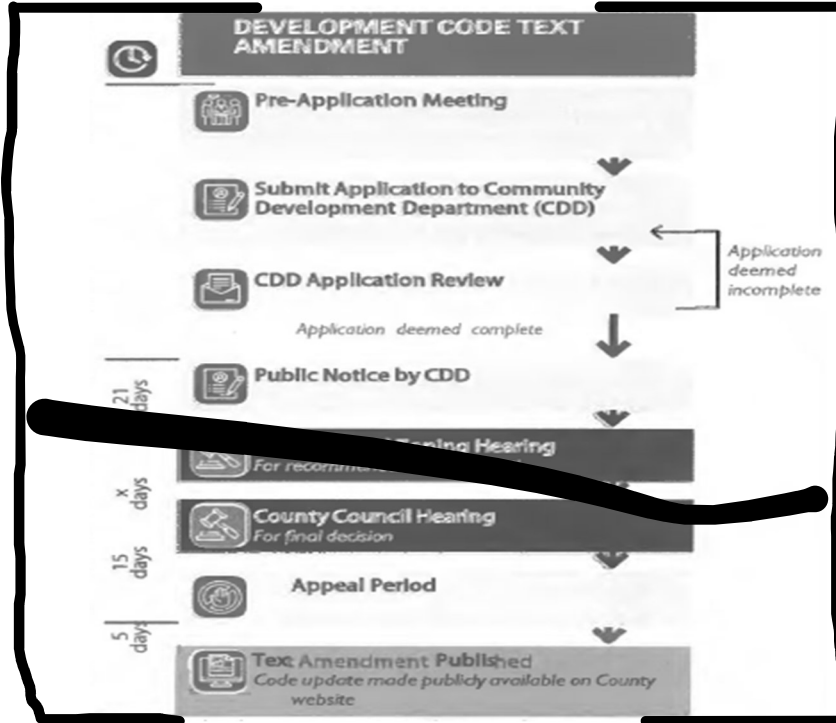 DEVELOPMENT CODE TEXT
AMENDMENT
Pre-Application Meeting
Submit Application to Community
Development Department (CDD)
Application
deemed
incomplete
CDD Application Review
Application deemed complete
Public Notice by CDD
21
days
Hearing
For
x
days
County Council Hearing
For final decision
15
days
Appeal Period
5
days
Text Amendment Published
Code update made publicly available on County
website